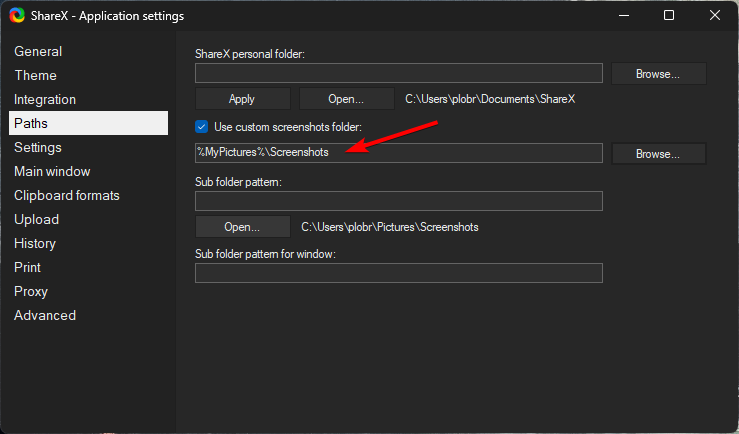 ShareX - Application settings
General
Theme
Integration
Paths
Settings
Main window
Clipboard formats
Upload
History
Print
Proxy
Advanced
ShareX personal folder:
Browse...
Apply
Open...
C:\Users\plobr\Documents\ShareX
Use custom screenshots folder:
%MyPictures%\Screenshots
Browse...
Sub folder pattern:
Open...
C:\Users\plobr\Pictures\Screenshots
Sub folder pattern for window: